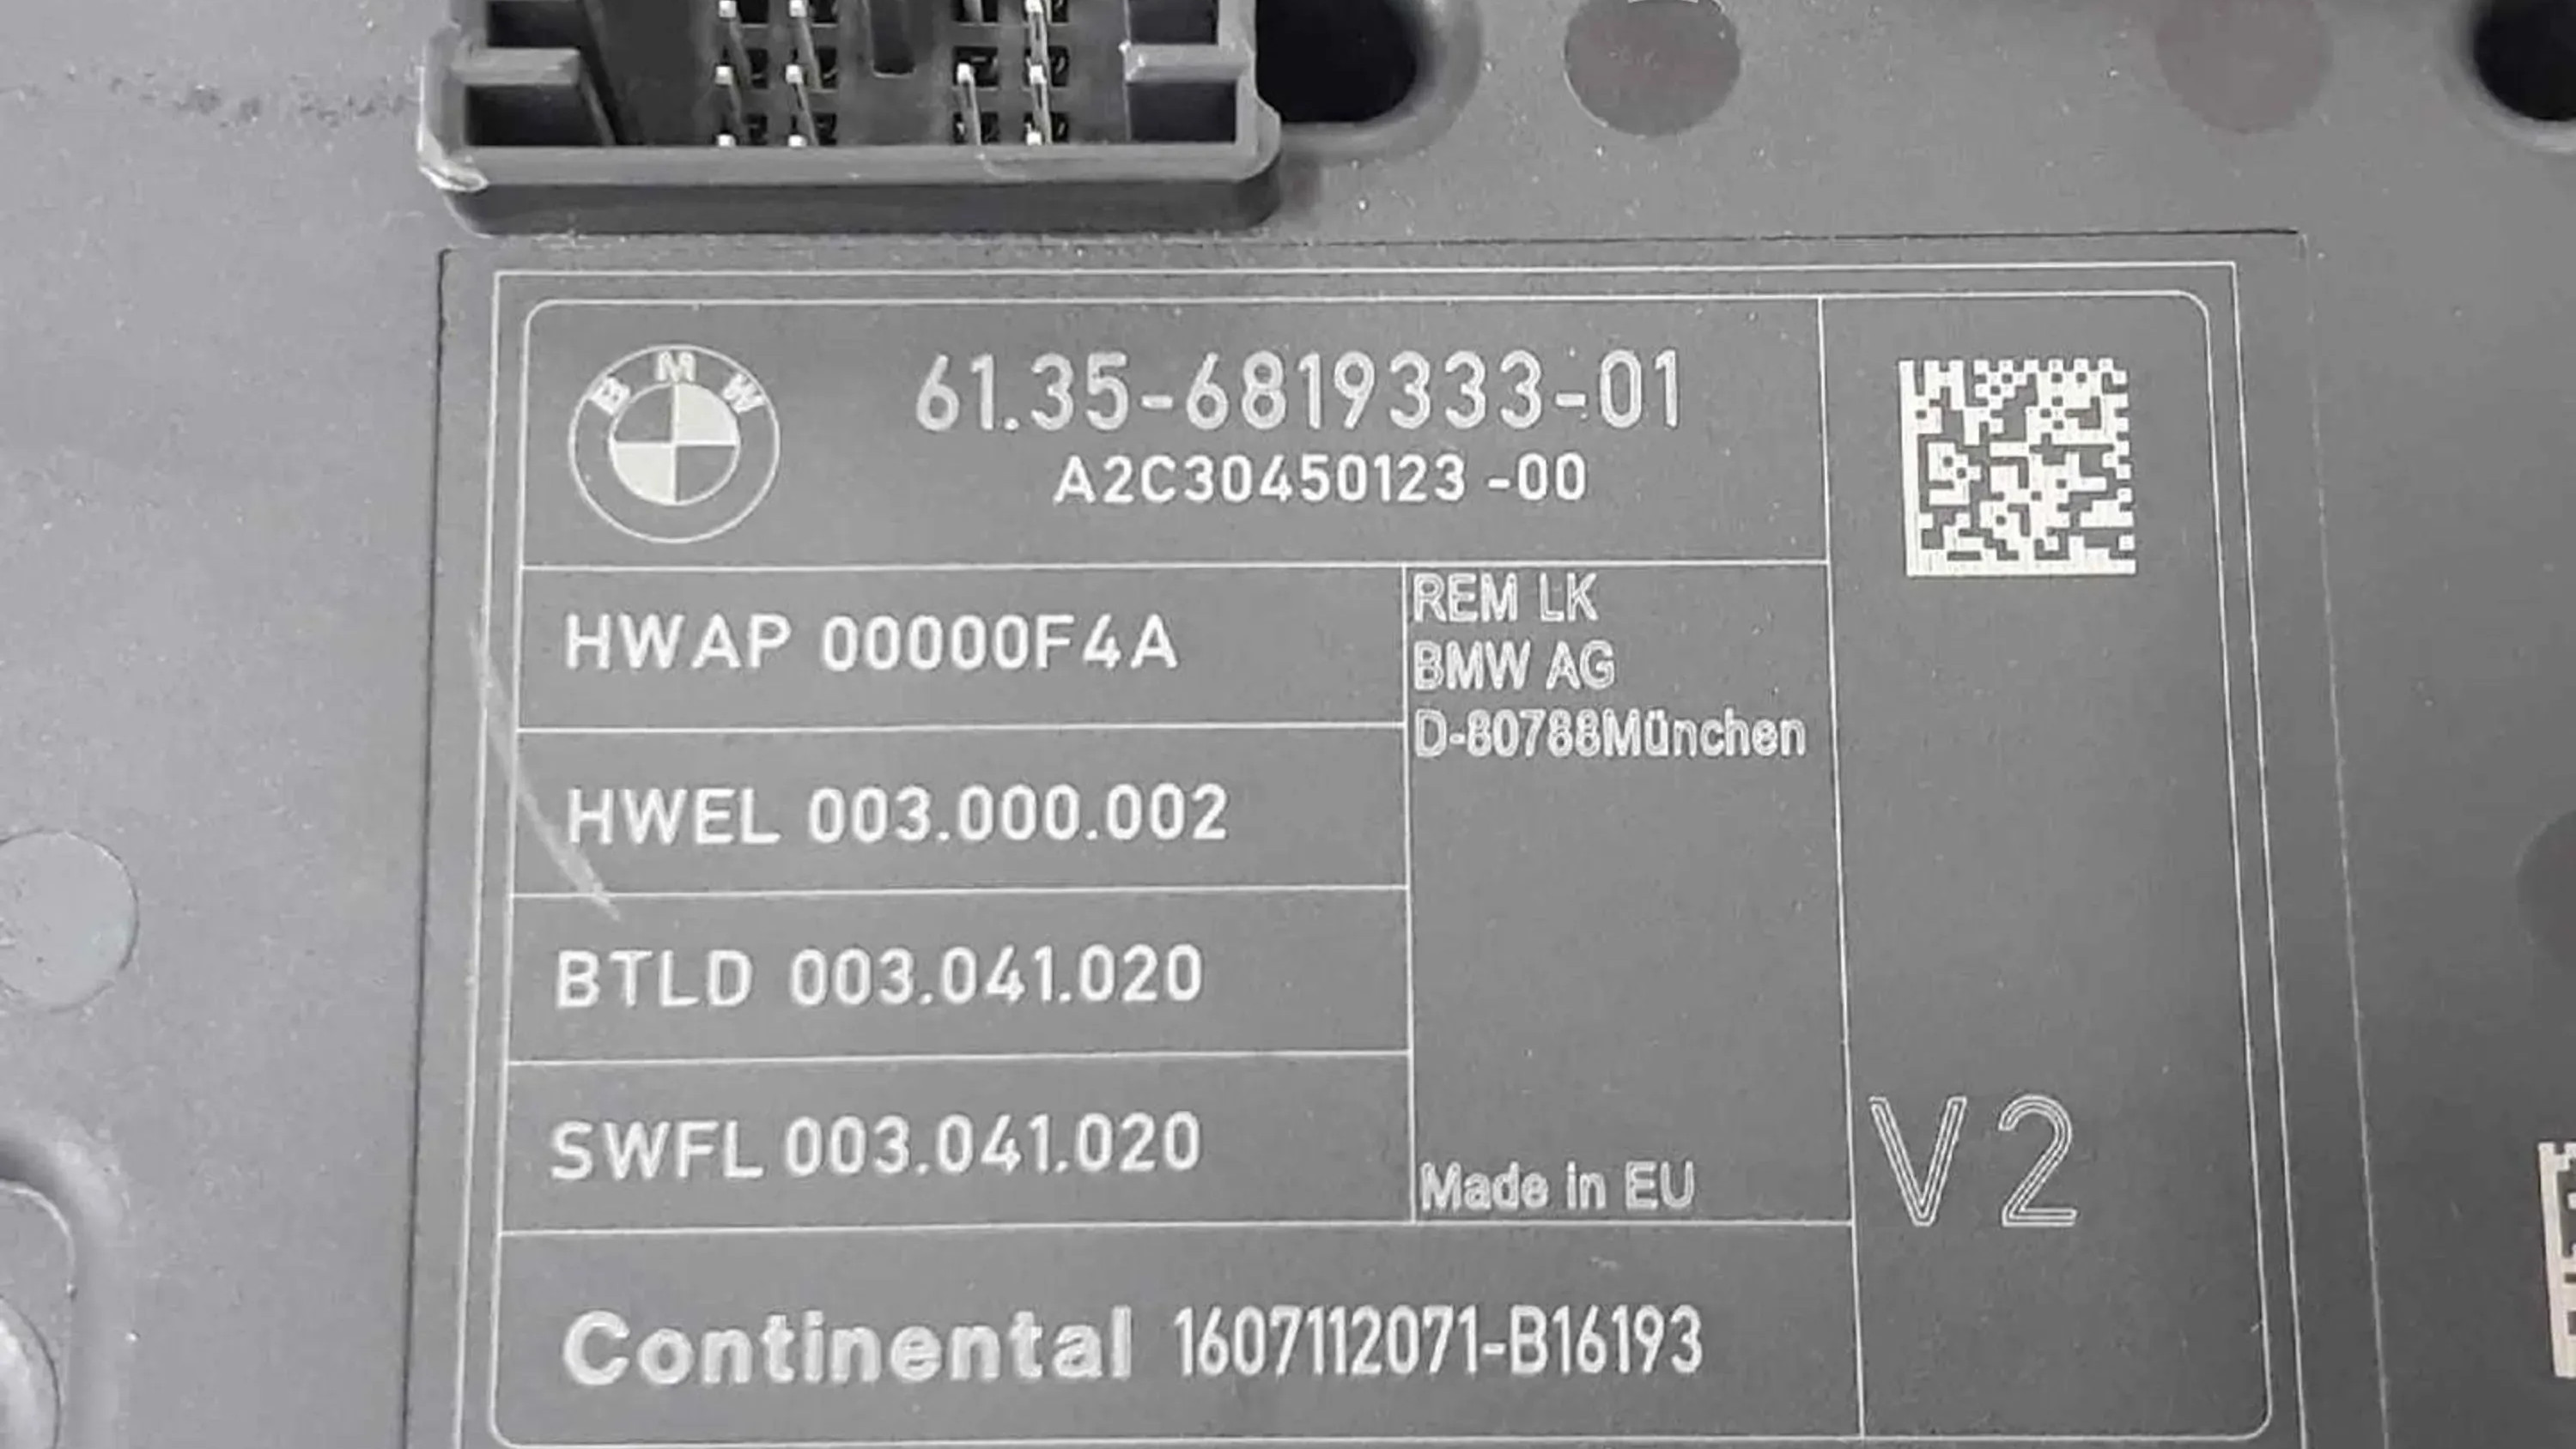 BMW
61.35-6819333-01
A2C30450123 -00
HWAP 00000F4A
REM LK
BMW AG
D-80788München
HWEL 003.000.002
BTLD 003.041.020
SWFL 003.041.020
Made in EU
V2
Continental 1607112071-B16193